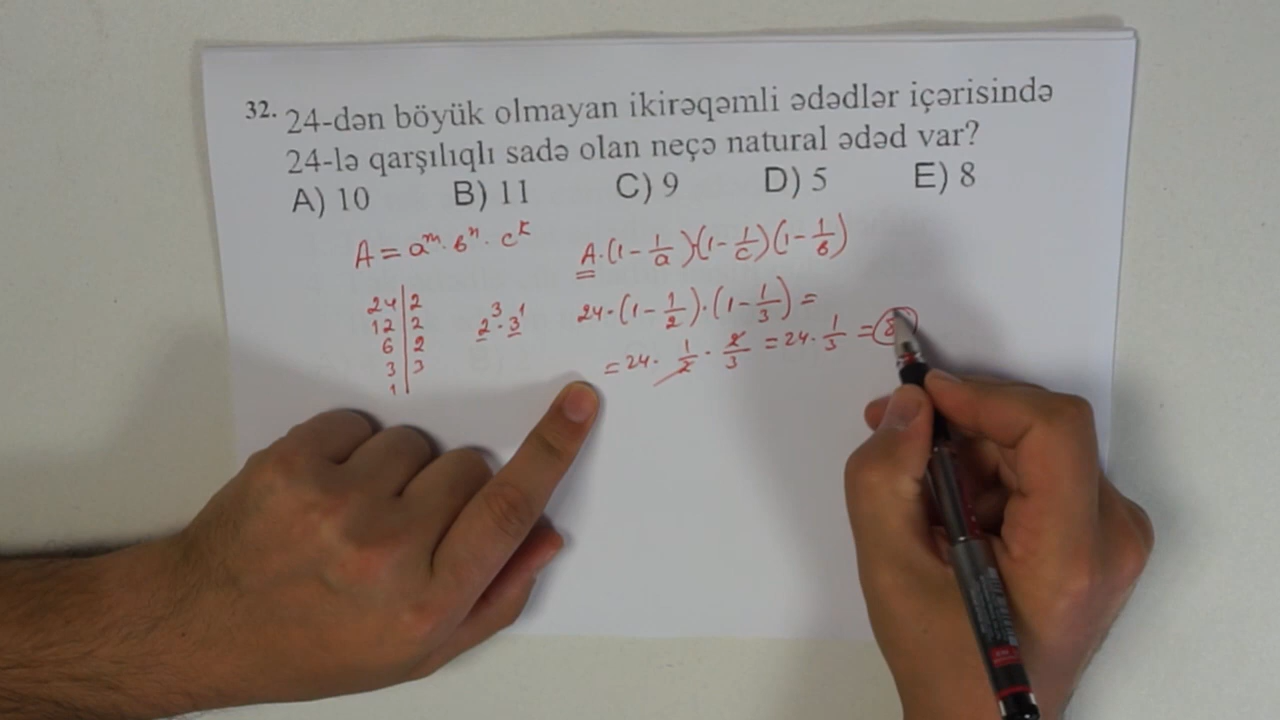 32. 24-dən böyük olmayan ikirəqəmli ədədlər içərisində
24-lə qarşılıqlı sadə olan neçə natural ədəd var?
A) 10 B) 11 C) 9 D) 5 E) 8
A = a^m · b^n · c^k A · (1 - 1/a)(1 - 1/c)(1 - 1/b)
24 | 2
12 | 2
6 | 2
3 | 3
1 |
2^3 · 3^1
24 · (1 - 1/2) · (1 - 1/3) =
= 24 · 1/2 · 2/3 = 24 · 1/3 = 8